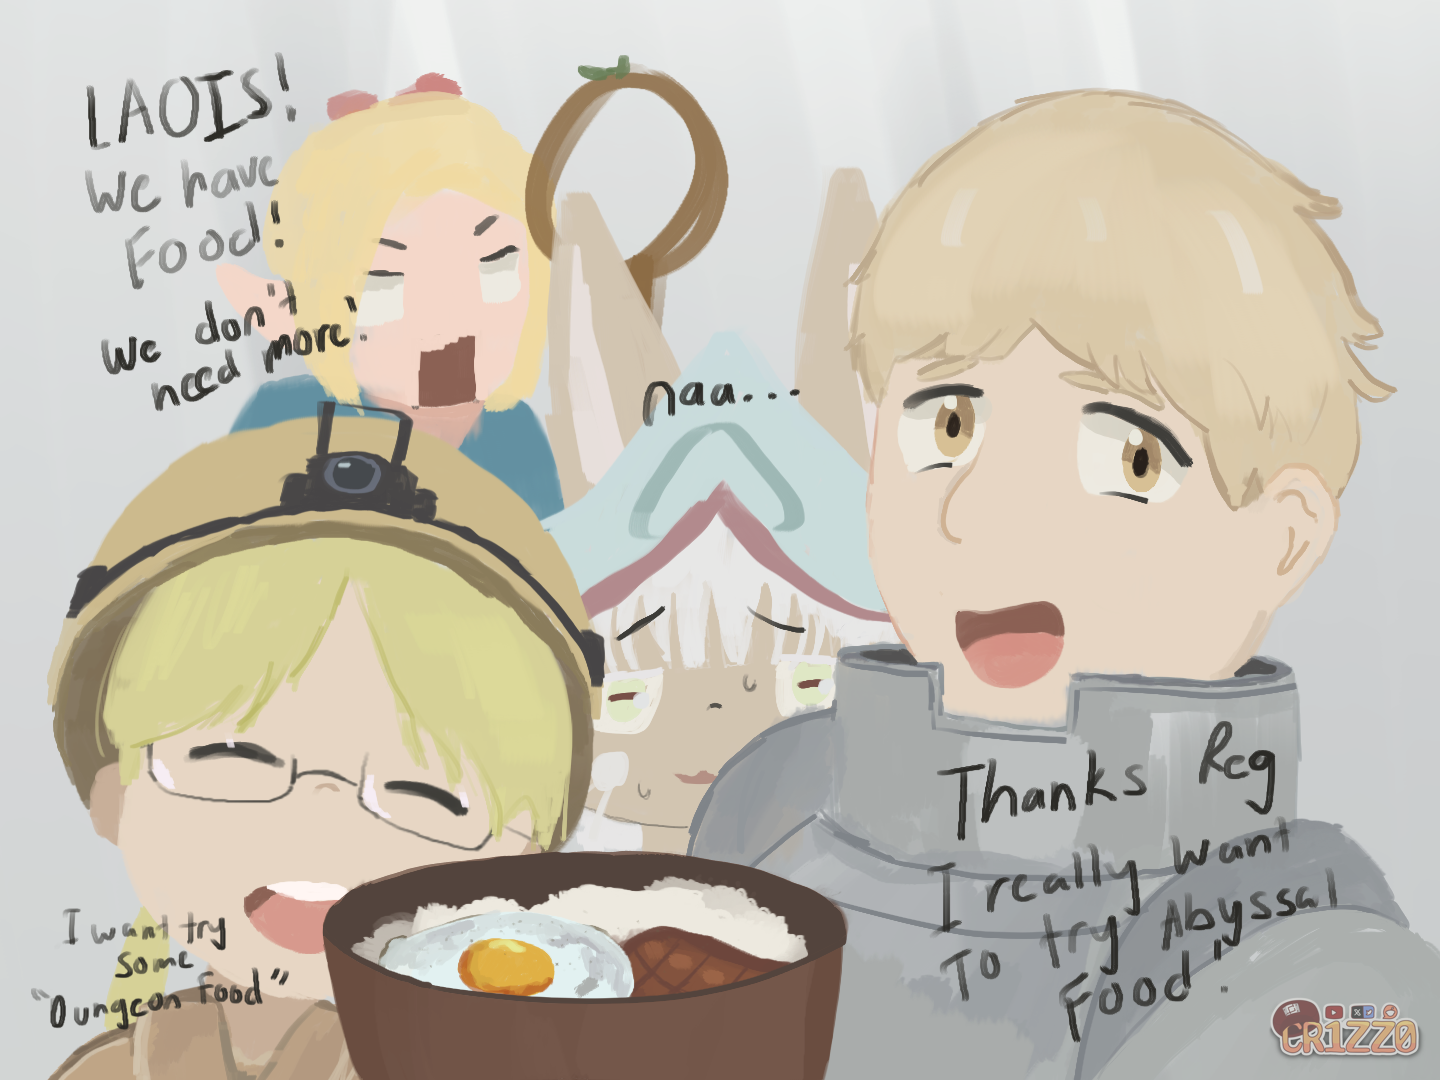 LAOIS!
We have
Food!
We don't
need more!
naa...
Thanks Reg
I really want
To try Abyssal
Food!
I want try
some
"Dungeon Food"
CR1ZZ0